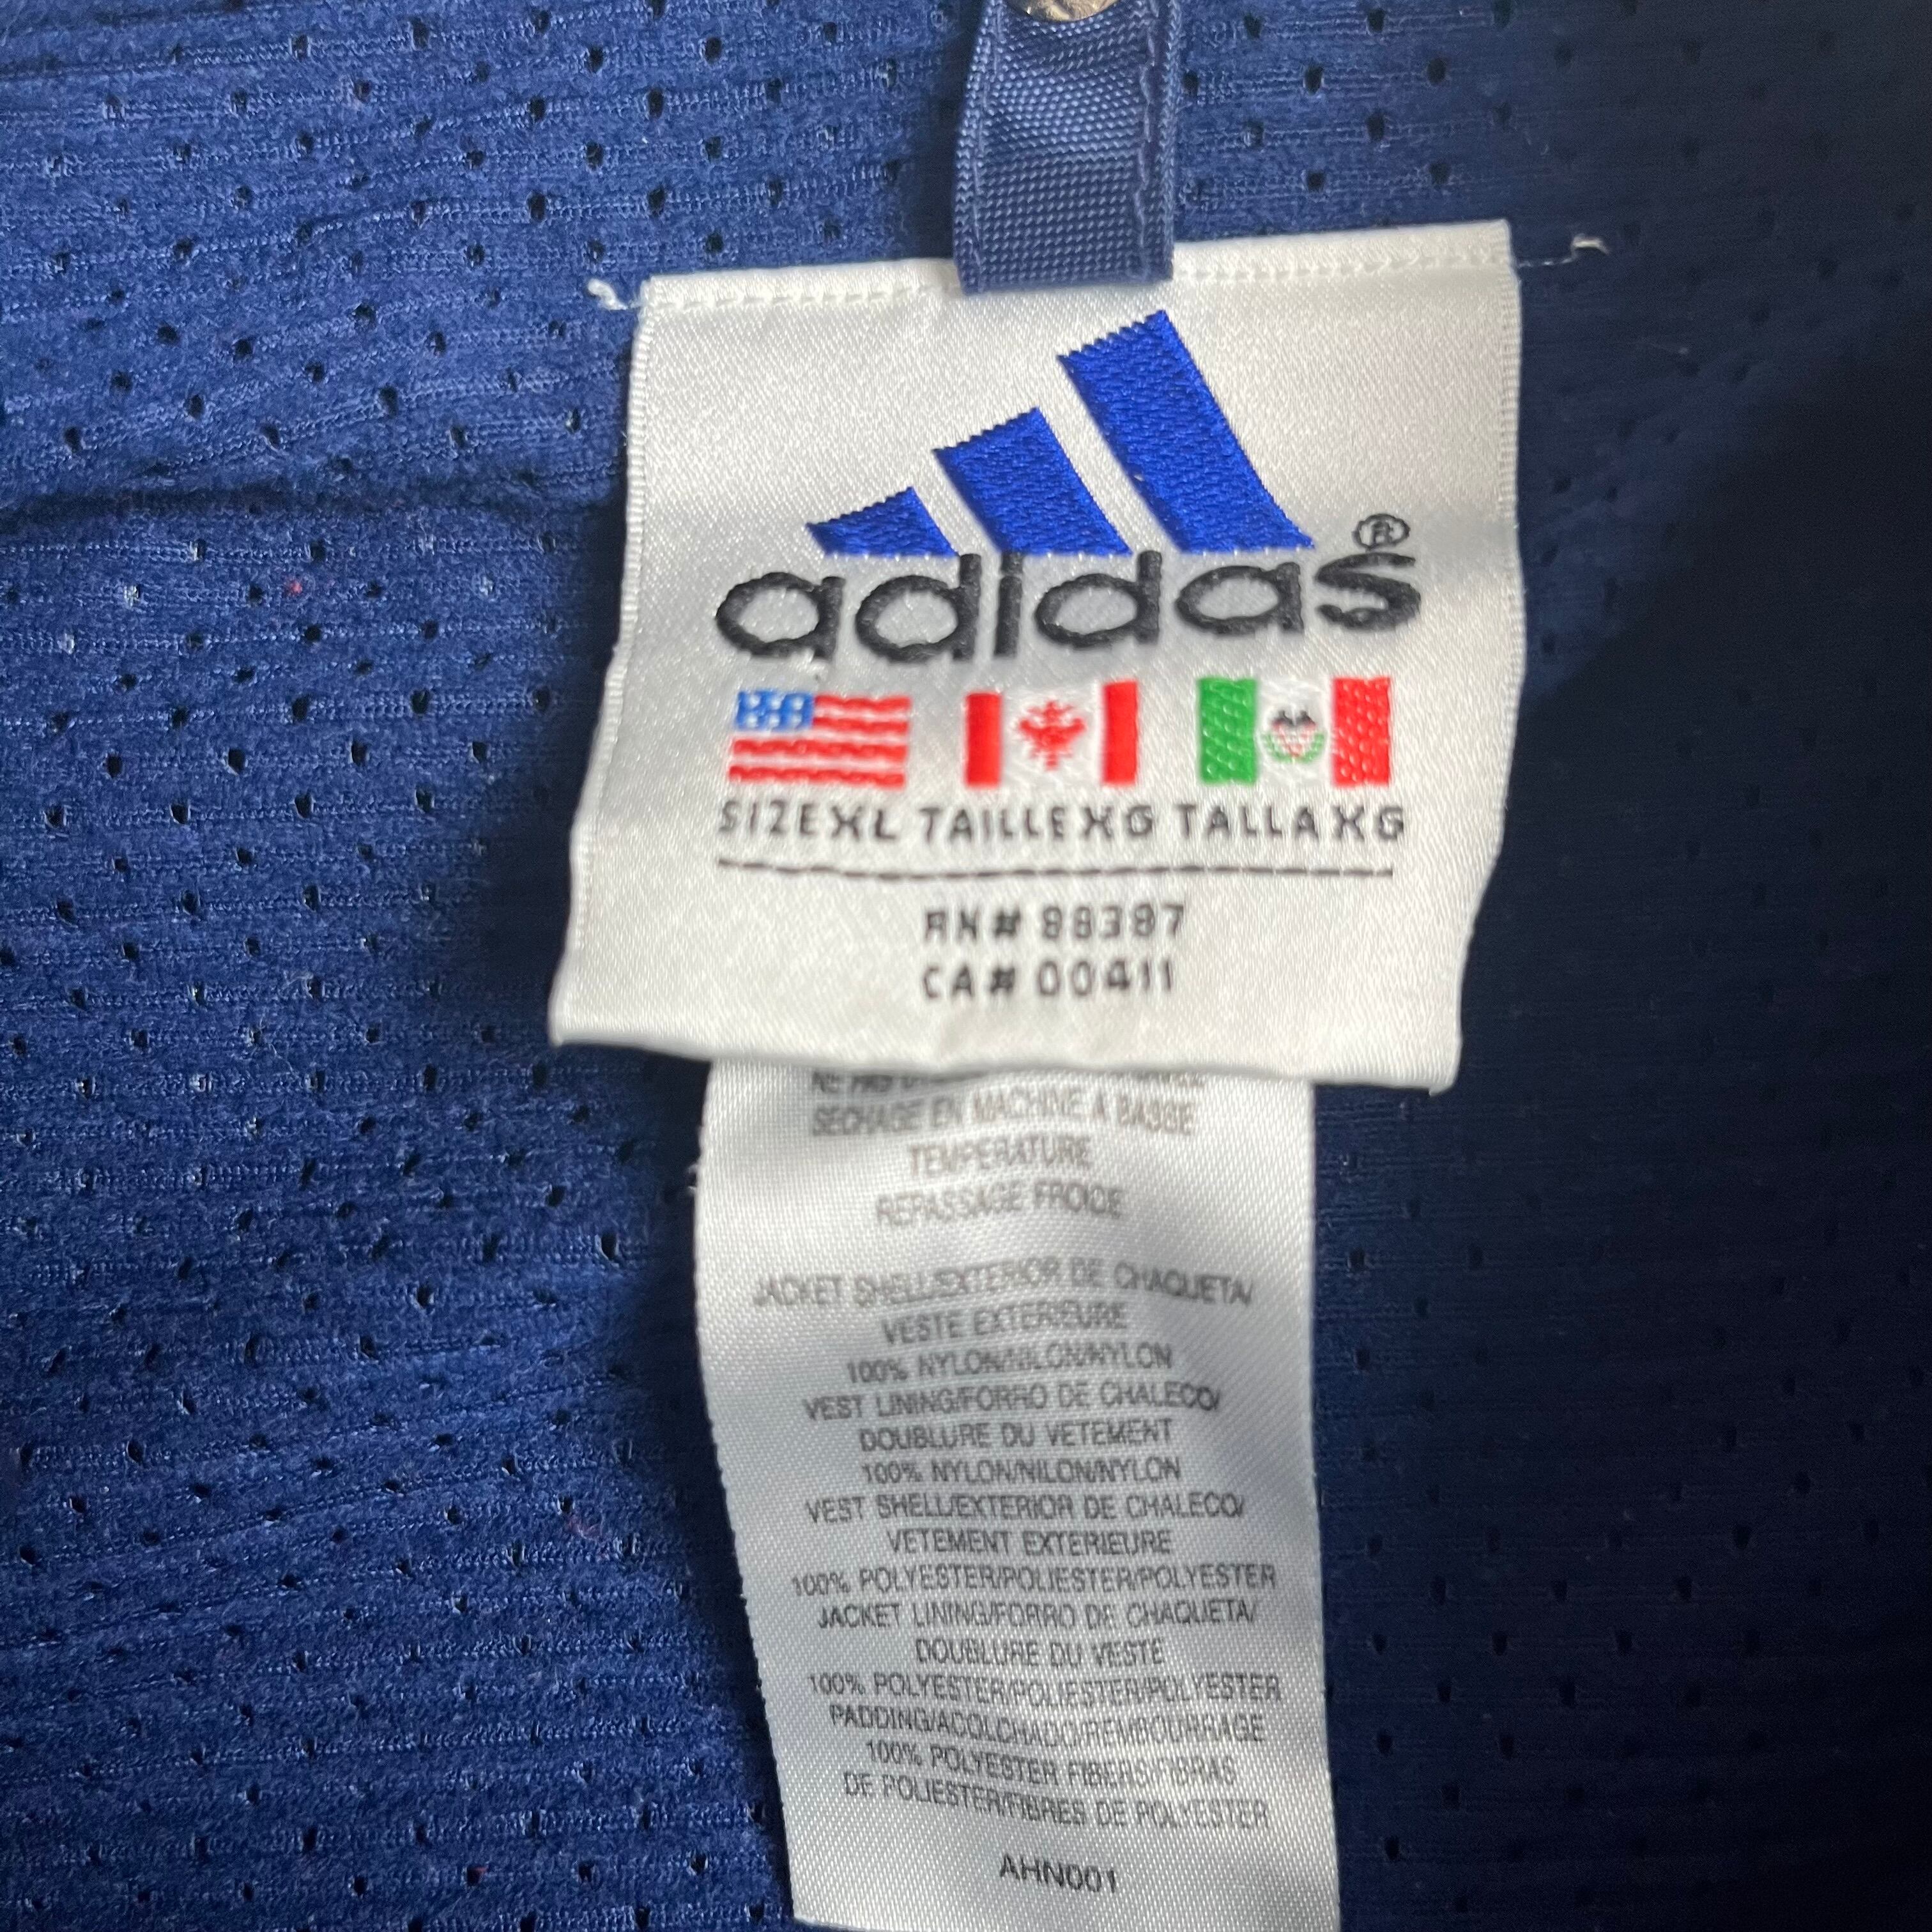 adidas®
SIZE XL TAILLE XG TALLA XG
RN# 88387
CA# 00411
NE PAS
SECHAGE EN MACHINE A BASSE
TEMPERATURE
REPASSAGE FROIDE
JACKET SHELL/EXTERIOR DE CHAQUETA/
VESTE EXTERIEURE
100% NYLON/NILON/NYLON
VEST LINING/FORRO DE CHALECO/
DOUBLURE DU VETEMENT
100% NYLON/NILON/NYLON
VEST SHELL/EXTERIOR DE CHALECO/
VETEMENT EXTERIEURE
100% POLYESTER/POLIESTER/POLYESTER
JACKET LINING/FORRO DE CHAQUETA/
DOUBLURE DU VESTE
100% POLYESTER/POLIESTER/POLYESTER
PADDING/ACOLCHADO/REMBOURRAGE
100% POLYESTER FIBERS/FIBRAS
DE POLIESTER/FIBRES DE POLYESTER
AHN001